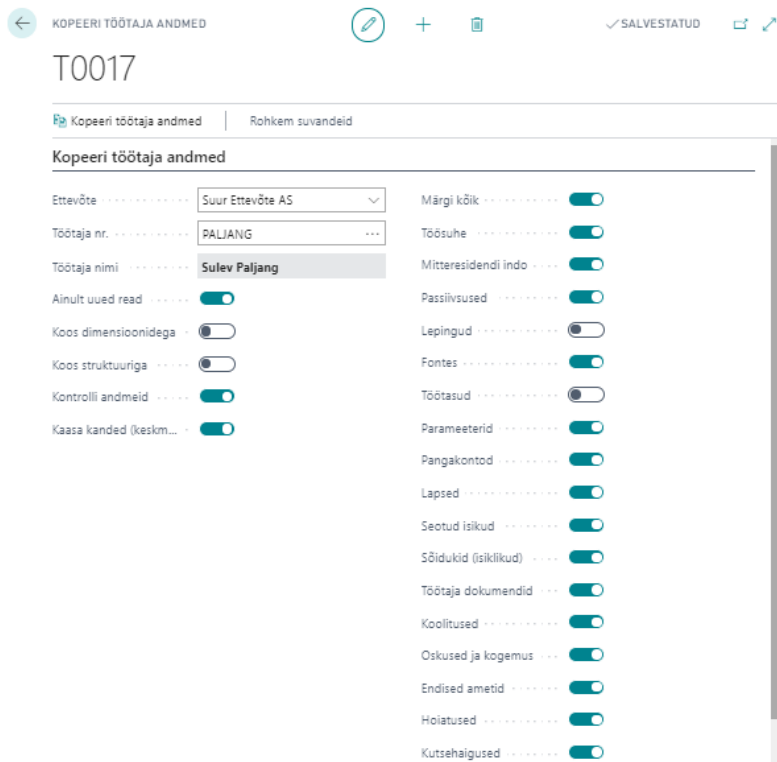 KOPEERI TÖÖTAJA ANDMED
SALVESTATUD
T0017
Kopeeri töötaja andmed
Rohkem suvandeid
Kopeeri töötaja andmed
Ettevõte
Suur Ettevõte AS
Töötaja nr.
PALJANG
Töötaja nimi
Sulev Paljang
Ainult uued read
Koos dimensioonidega
Koos struktuuriga
Kontrolli andmeid
Kaasa kanded (keskm...
Märgi kõik
Töösuhe
Mitteresidendi indo
Passiivsused
Lepingud
Fontes
Töötasud
Parameeterid
Pangakontod
Lapsed
Seotud isikud
Sõidukid (isiklikud)
Töötaja dokumendid
Koolitused
Oskused ja kogemus
Endised ametid
Hoiatused
Kutsehaigused